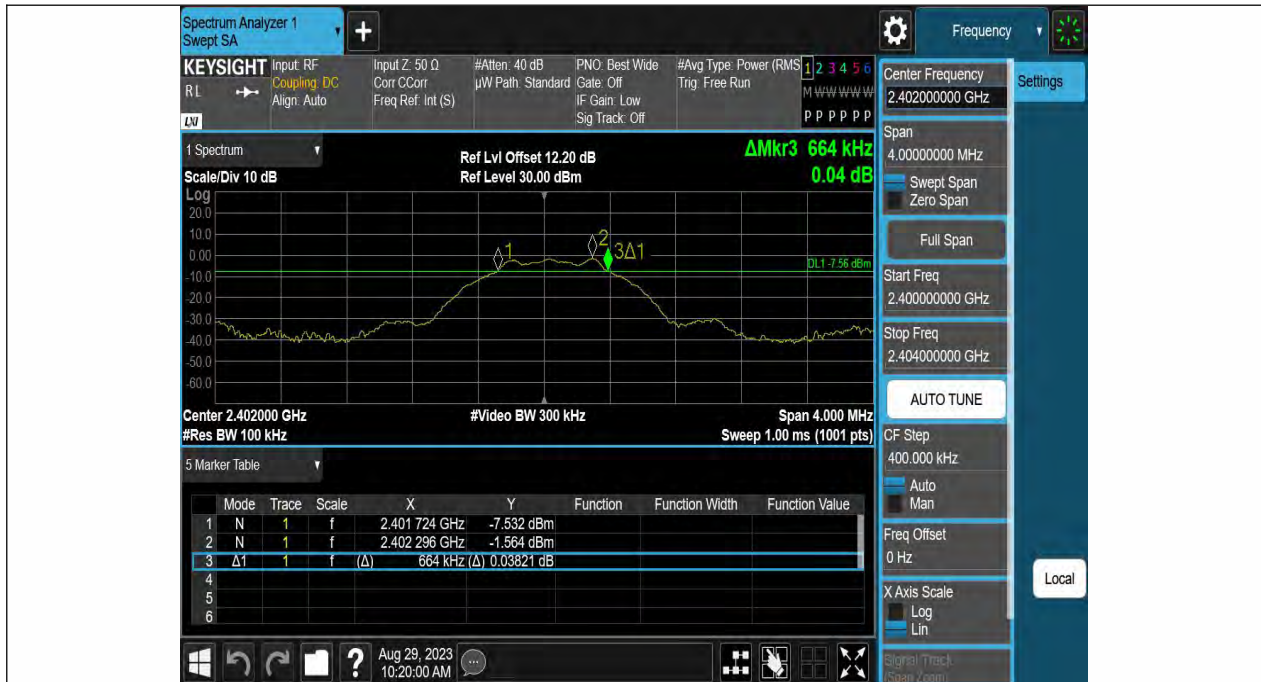 Spectrum Analyzer 1
Swept SA
+
Frequency
KEYSIGHT
RL
LXI
Input: RF
Coupling: DC
Align: Auto
Input Z: 50 Ω
Corr CCorr
Freq Ref: Int (S)
#Atten: 40 dB
µW Path: Standard
PNO: Best Wide
Gate: Off
IF Gain: Low
Sig Track: Off
#Avg Type: Power (RMS
Trig: Free Run
1 2 3 4 5 6
M W W W W W
P P P P P P
1 Spectrum
Scale/Div 10 dB
Ref Lvl Offset 12.20 dB
Ref Level 30.00 dBm
ΔMkr3 664 kHz
0.04 dB
Log
20.0
10.0
0.00
-10.0
-20.0
-30.0
-40.0
-50.0
-60.0
1
2
3Δ1
DL1 -7.56 dBm
Center 2.402000 GHz
#Res BW 100 kHz
#Video BW 300 kHz
Span 4.000 MHz
Sweep 1.00 ms (1001 pts)
5 Marker Table
Mode Trace Scale X Y Function Function Width Function Value
1 N 1 f 2.401 724 GHz -7.532 dBm
2 N 1 f 2.402 296 GHz -1.564 dBm
3 Δ1 1 f (Δ) 664 kHz (Δ) 0.03821 dB
4
5
6
?
Aug 29, 2023
10:20:00 AM
Center Frequency
2.402000000 GHz
Settings
Span
4.00000000 MHz
Swept Span
Zero Span
Full Span
Start Freq
2.400000000 GHz
Stop Freq
2.404000000 GHz
AUTO TUNE
CF Step
400.000 kHz
Auto
Man
Freq Offset
0 Hz
X Axis Scale
Log
Lin
Local
Signal Track
(Span Zoom)